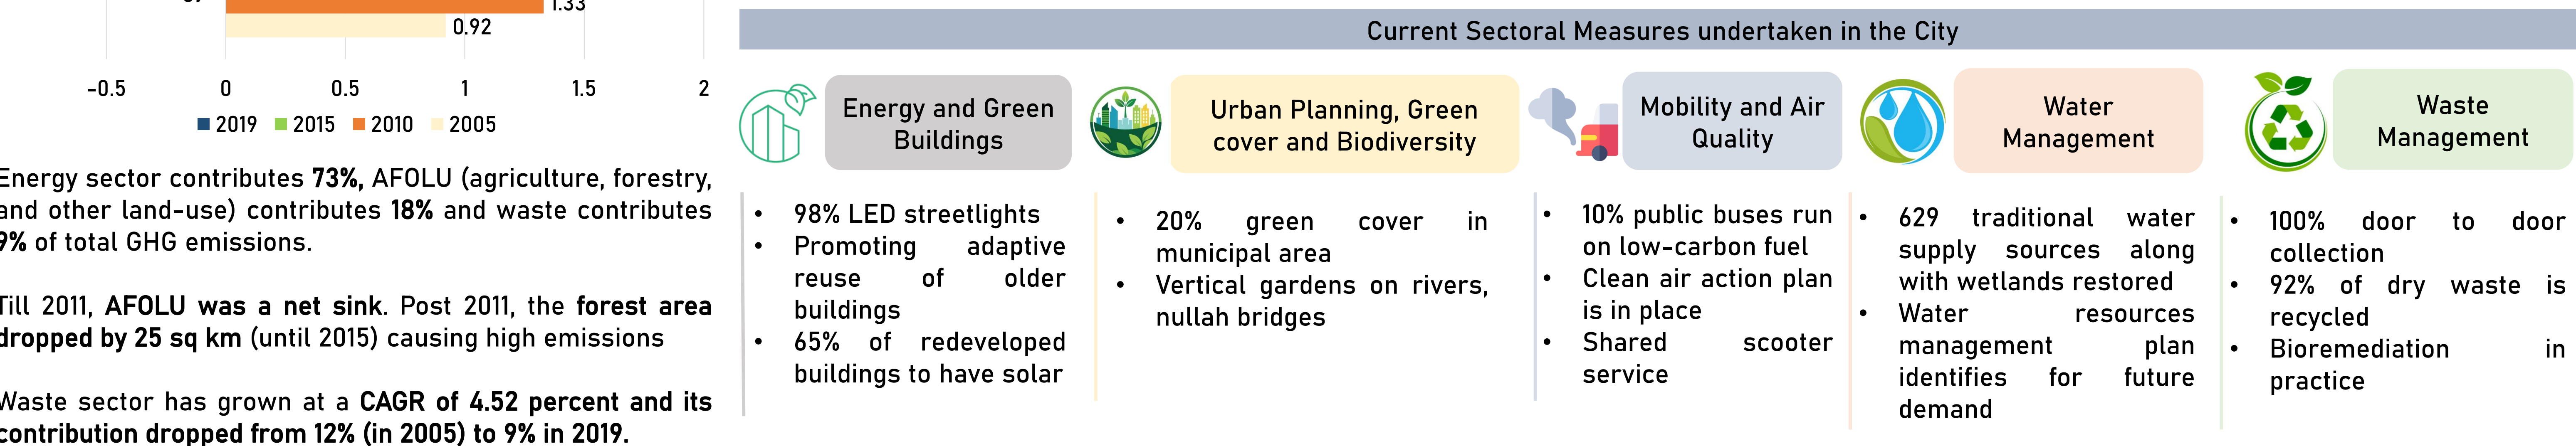 1.33
0.92
-0.5 0 0.5 1 1.5 2
2019 2015 2010 2005
Energy sector contributes 73%, AFOLU (agriculture, forestry,
and other land-use) contributes 18% and waste contributes
9% of total GHG emissions.
Till 2011, AFOLU was a net sink. Post 2011, the forest area
dropped by 25 sq km (until 2015) causing high emissions
Waste sector has grown at a CAGR of 4.52 percent and its
contribution dropped from 12% (in 2005) to 9% in 2019.
Current Sectoral Measures undertaken in the City
Energy and Green
Buildings
• 98% LED streetlights
• Promoting adaptive
reuse of older
buildings
• 65% of redeveloped
buildings to have solar
Urban Planning, Green
cover and Biodiversity
• 20% green cover in
municipal area
• Vertical gardens on rivers,
nullah bridges
Mobility and Air
Quality
• 10% public buses run
on low-carbon fuel
• Clean air action plan
is in place
• Shared scooter
service
Water
Management
• 629 traditional water
supply sources along
with wetlands restored
• Water resources
management plan
identifies for future
demand
Waste
Management
• 100% door to door
collection
• 92% of dry waste is
recycled
• Bioremediation in
practice